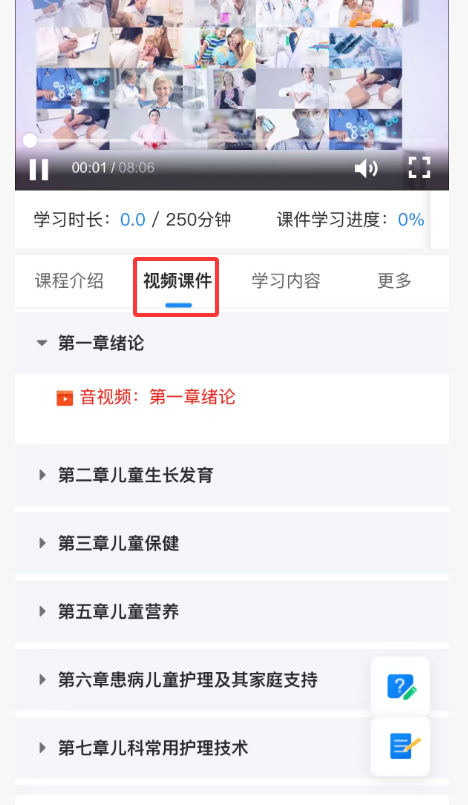 00:01 / 08:06
学习时长：0.0 / 250分钟 课件学习进度：0%
课程介绍 视频课件 学习内容 更多
第一章绪论
音视频：第一章绪论
第二章儿童生长发育
第三章儿童保健
第五章儿童营养
第六章患病儿童护理及其家庭支持
第七章儿科常用护理技术